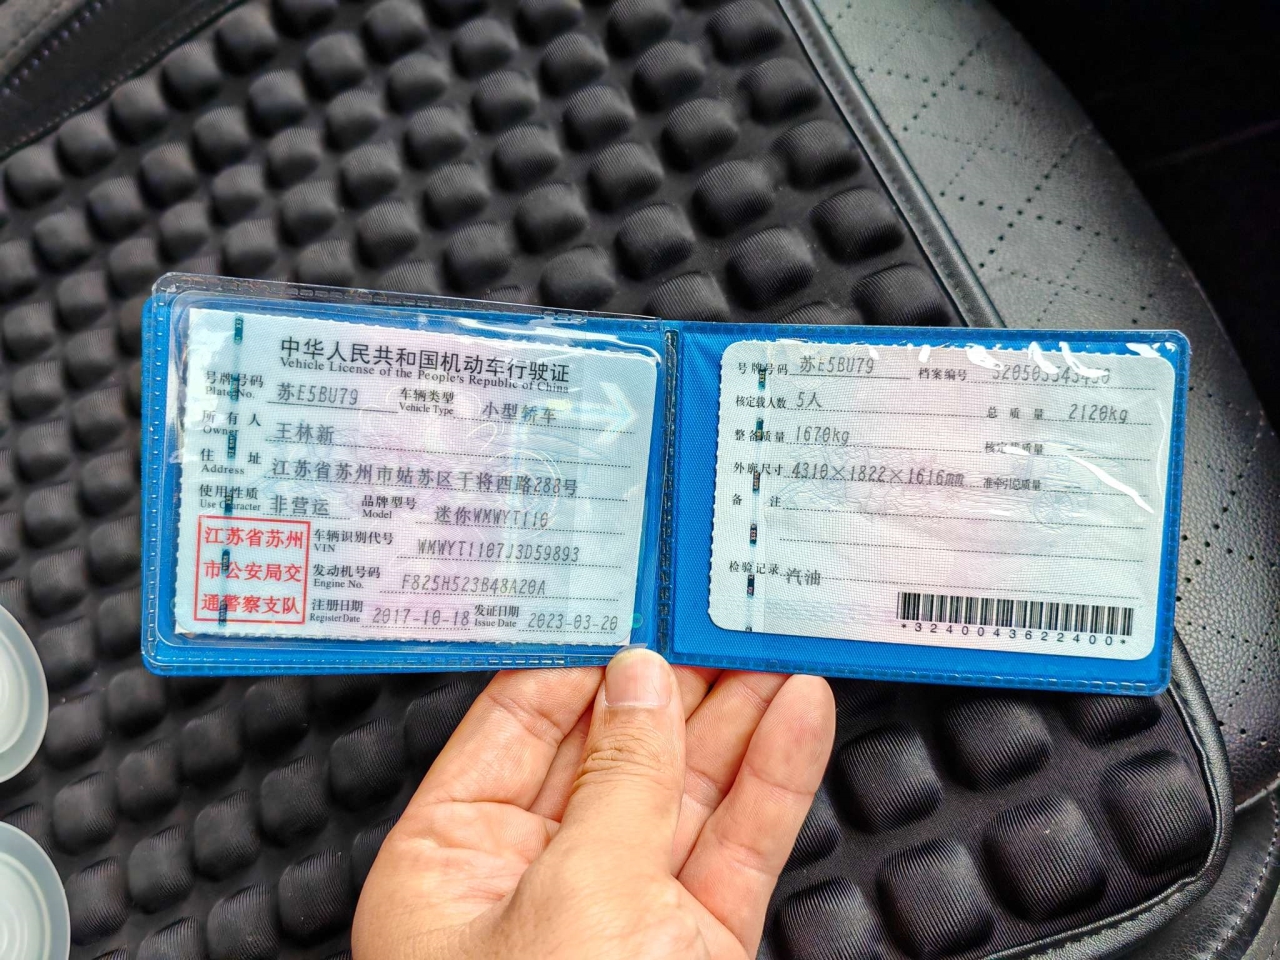 中华人民共和国机动车行驶证
Vehicle License of the People's Republic of China
号牌号码 苏E5BU79 车辆类型 小型轿车
Plate No. Vehicle Type
所有人 王林新
Owner
住址 江苏省苏州市姑苏区干将西路288号
Address
使用性质 非营运 品牌型号 迷你WMWYT110
Use Character Model
江苏省苏州
市公安局交
通警察支队
车辆识别代号 WMWYT1107J3D59893
VIN
发动机号码 F825H523B48A20A
Engine No.
注册日期 2017-10-18 发证日期 2023-03-20
Register Date Issue Date
号牌号码 苏E5BU79 档案编号
核定载人数 5人 总质量 2120kg
整备质量 1670kg 核定载质量 --
外廓尺寸 4310×1822×1616mm 准牵引总质量 --
备注
检验记录 汽油
*3240043622400*